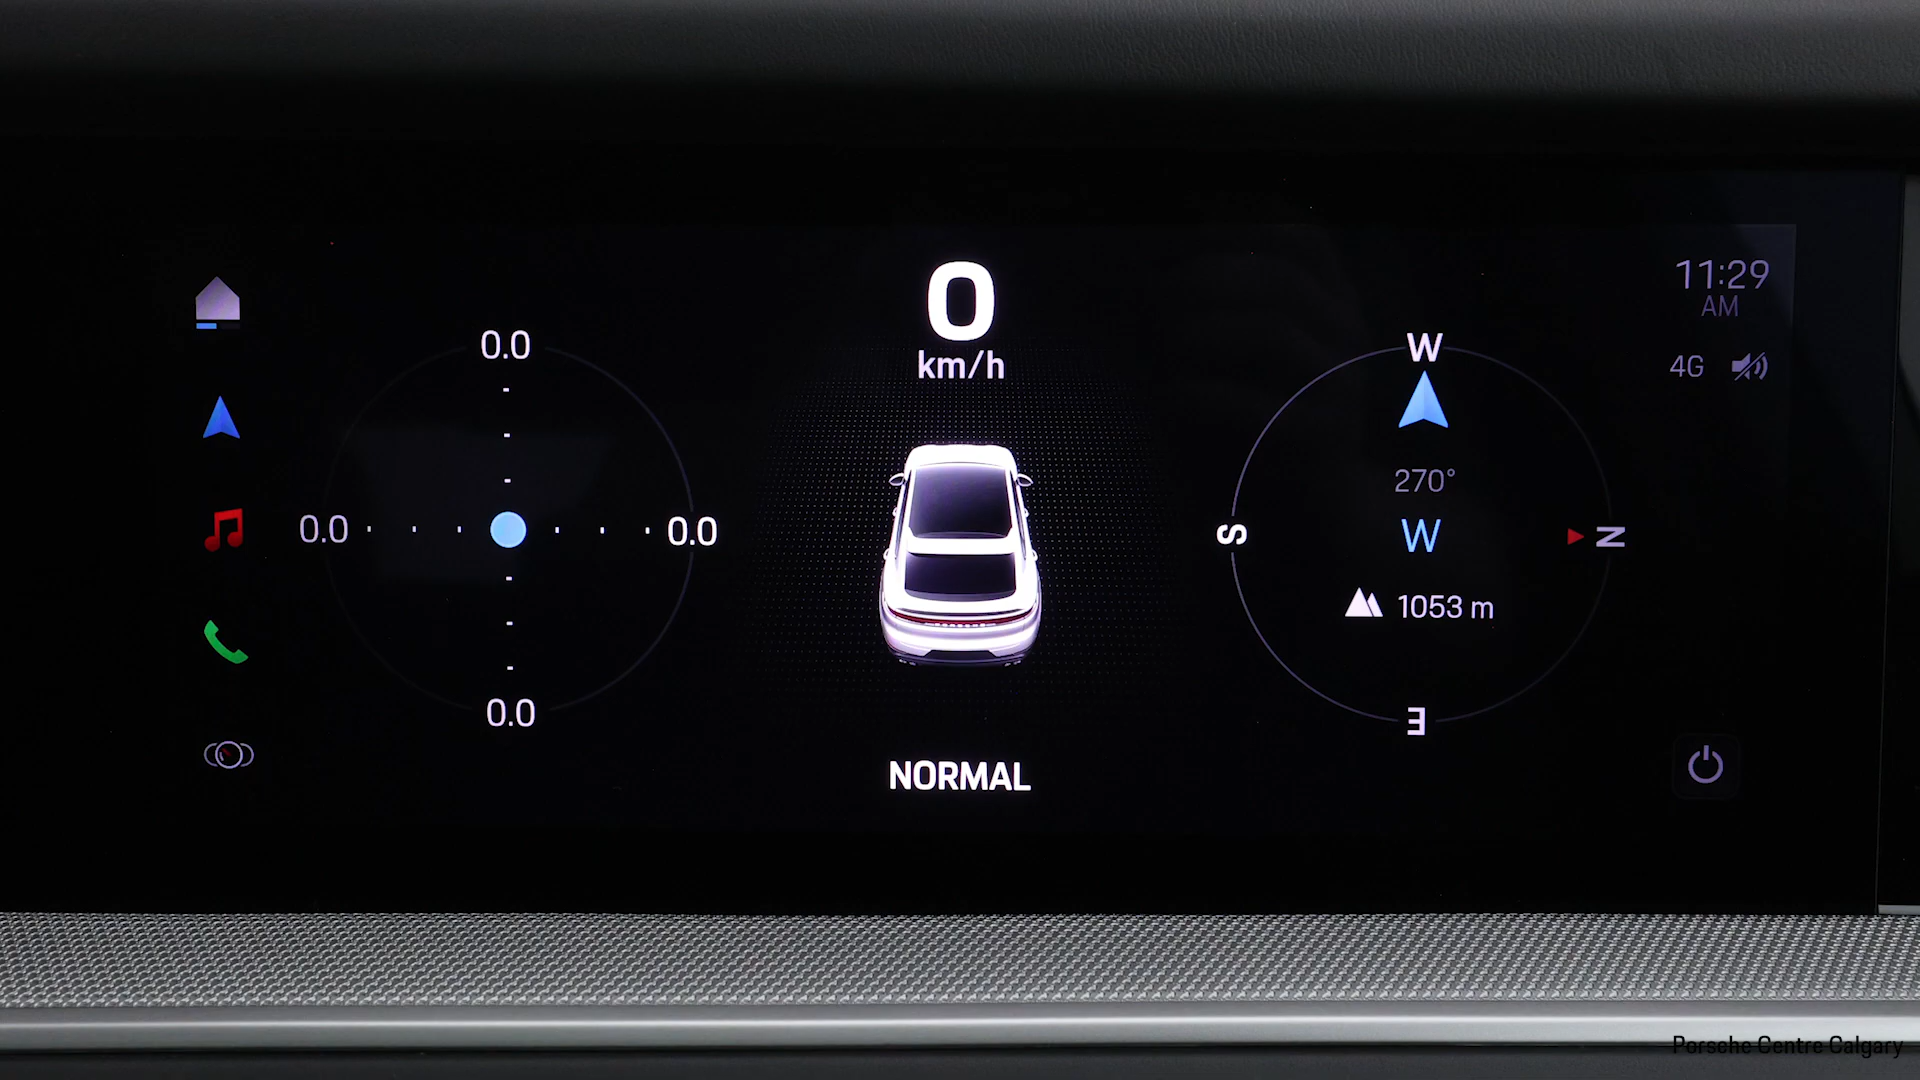 0
km/h
NORMAL
0.0
0.0
0.0
0.0
W
S
N
E
270°
W
1053 m
11:29
AM
4G
Porsche Centre Calgary